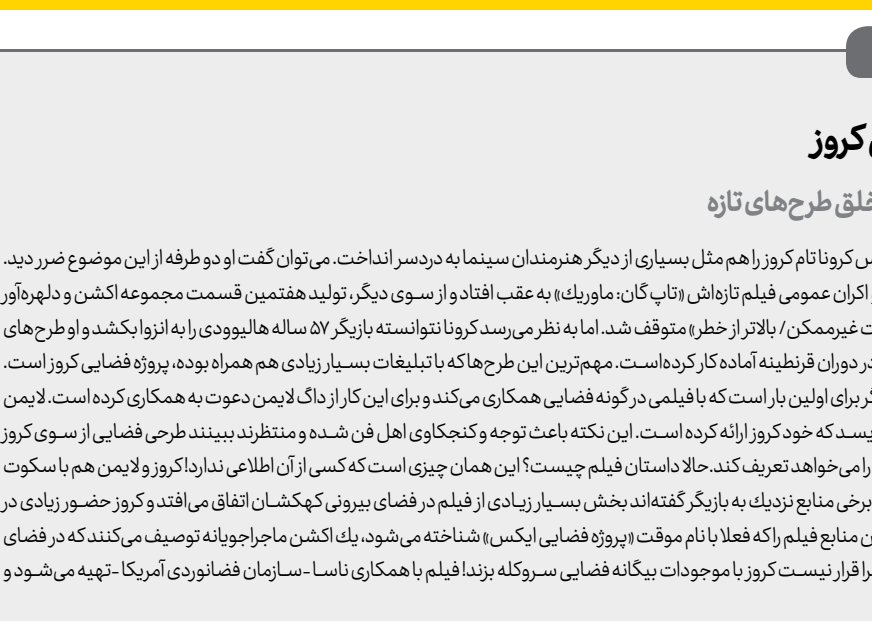 کروز
خلق طرح‌های تازه
کرونا تام کروز را هم مثل بسیاری از دیگر هنرمندان سینما به دردسر انداخت. می‌توان گفت او دو طرفه از این موضوع ضرر دید.
اکران عمومی فیلم تازه‌اش «تاپ گان: ماوریك» به عقب افتاد و از سوی دیگر، تولید هفتمین قسمت مجموعه اکشن و دلهره‌آور
غیرممکن/ بالاتر از خطر» متوقف شد. اما به نظر می‌رسد کرونا نتوانسته بازیگر ۵۷ ساله هالیوودی را به انزوا بکشد و او طرح‌های
در دوران قرنطینه آماده کار کرده‌است. مهم‌ترین این طرح‌ها که با تبلیغات بسیار زیادی هم همراه بوده، پروژه فضایی کروز است.
برای اولین بار است که با فیلمی در گونه فضایی همکاری می‌کند و برای این کار از داگ لایمن دعوت به همکاری کرده است. لایمن
که خود کروز ارائه کرده است. این نکته باعث توجه و کنجکاوی اهل فن شده و منتظرند ببینند طرحی فضایی از سوی کروز
را می‌خواهد تعریف کند. حالا داستان فیلم چیست؟ این همان چیزی است که کسی از آن اطلاعی ندارد! کروز و لایمن هم با سکوت
برخی منابع نزدیك به بازیگر گفته‌اند بخش بسیار زیادی از فیلم در فضای بیرونی کهکشان اتفاق می‌افتد و کروز حضور زیادی در
منابع فیلم را که فعلا با نام موقت «پروژه فضایی ایکس» شناخته می‌شود، یك اکشن ماجراجویانه توصیف می‌کنند که در فضای
قرار نیست کروز با موجودات بیگانه فضایی سروکله بزند! فیلم با همکاری ناسا - سازمان فضانوردی آمریکا - تهیه می‌شود و